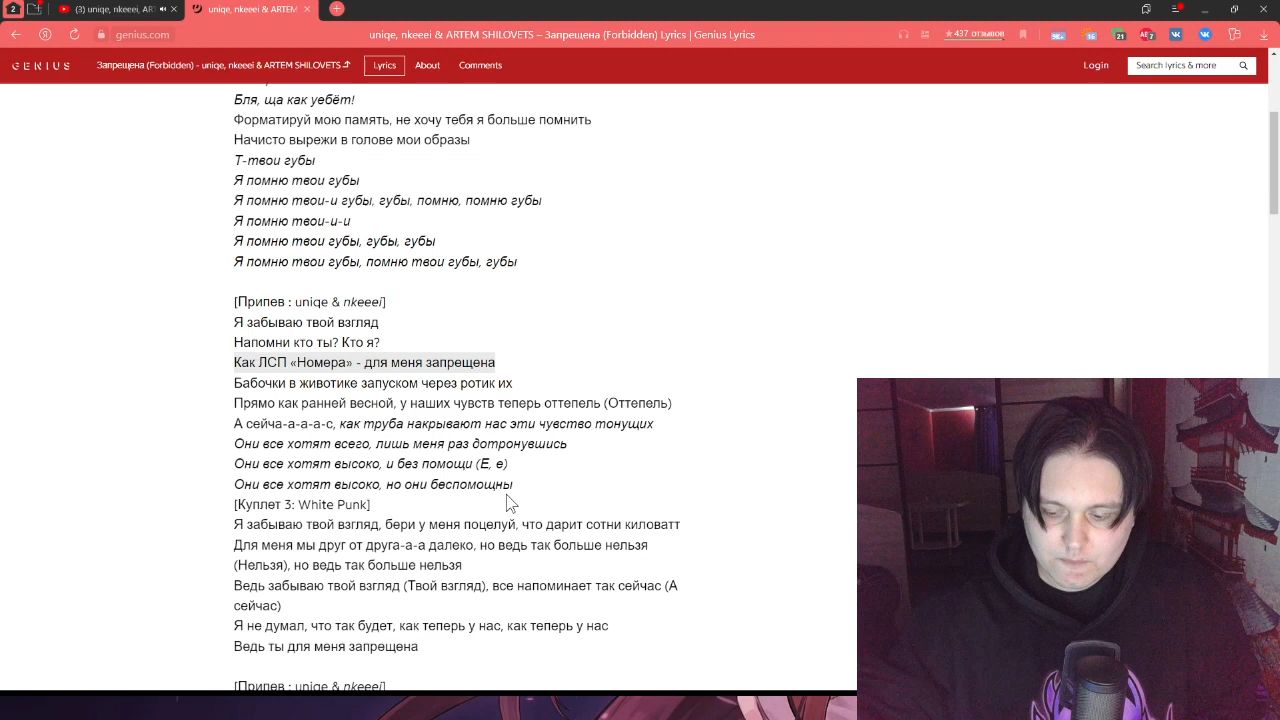 2
(3) uniqe, nkeeei, AR
uniqe, nkeeei & ARTEM
genius.com
uniqe, nkeeei & ARTEM SHILOVETS – Запрещена (Forbidden) Lyrics | Genius Lyrics
★ 437 отзывов
GENIUS
Запрещена (Forbidden) - uniqe, nkeeei & ARTEM SHILOVETS
Lyrics
About
Comments
Login
Search lyrics & more
Бля, ща как уебёт!
Форматируй мою память, не хочу тебя я больше помнить
Начисто вырежи в голове мои образы
Т-твои губы
Я помню твои губы
Я помню твои-и губы, губы, помню, помню губы
Я помню твои-и-и
Я помню твои губы, губы, губы
Я помню твои губы, помню твои губы, губы
[Припев : uniqe & nkeeei]
Я забываю твой взгляд
Напомни кто ты? Кто я?
Как ЛСП «Номера» - для меня запрещена
Бабочки в животике запуском через ротик их
Прямо как ранней весной, у наших чувств теперь оттепель (Оттепель)
А сейча-а-а-а-с, как труба накрывают нас эти чувство тонущих
Они все хотят всего, лишь меня раз дотронувшись
Они все хотят высоко, и без помощи (Е, е)
Они все хотят высоко, но они беспомощны
[Куплет 3: White Punk]
Я забываю твой взгляд, бери у меня поцелуй, что дарит сотни киловатт
Для меня мы друг от друга-а-а далеко, но ведь так больше нельзя
(Нельзя), но ведь так больше нельзя
Ведь забываю твой взгляд (Твой взгляд), все напоминает так сейчас (А
сейчас)
Я не думал, что так будет, как теперь у нас, как теперь у нас
Ведь ты для меня запрещена
[Припев : uniqe & nkeeei]